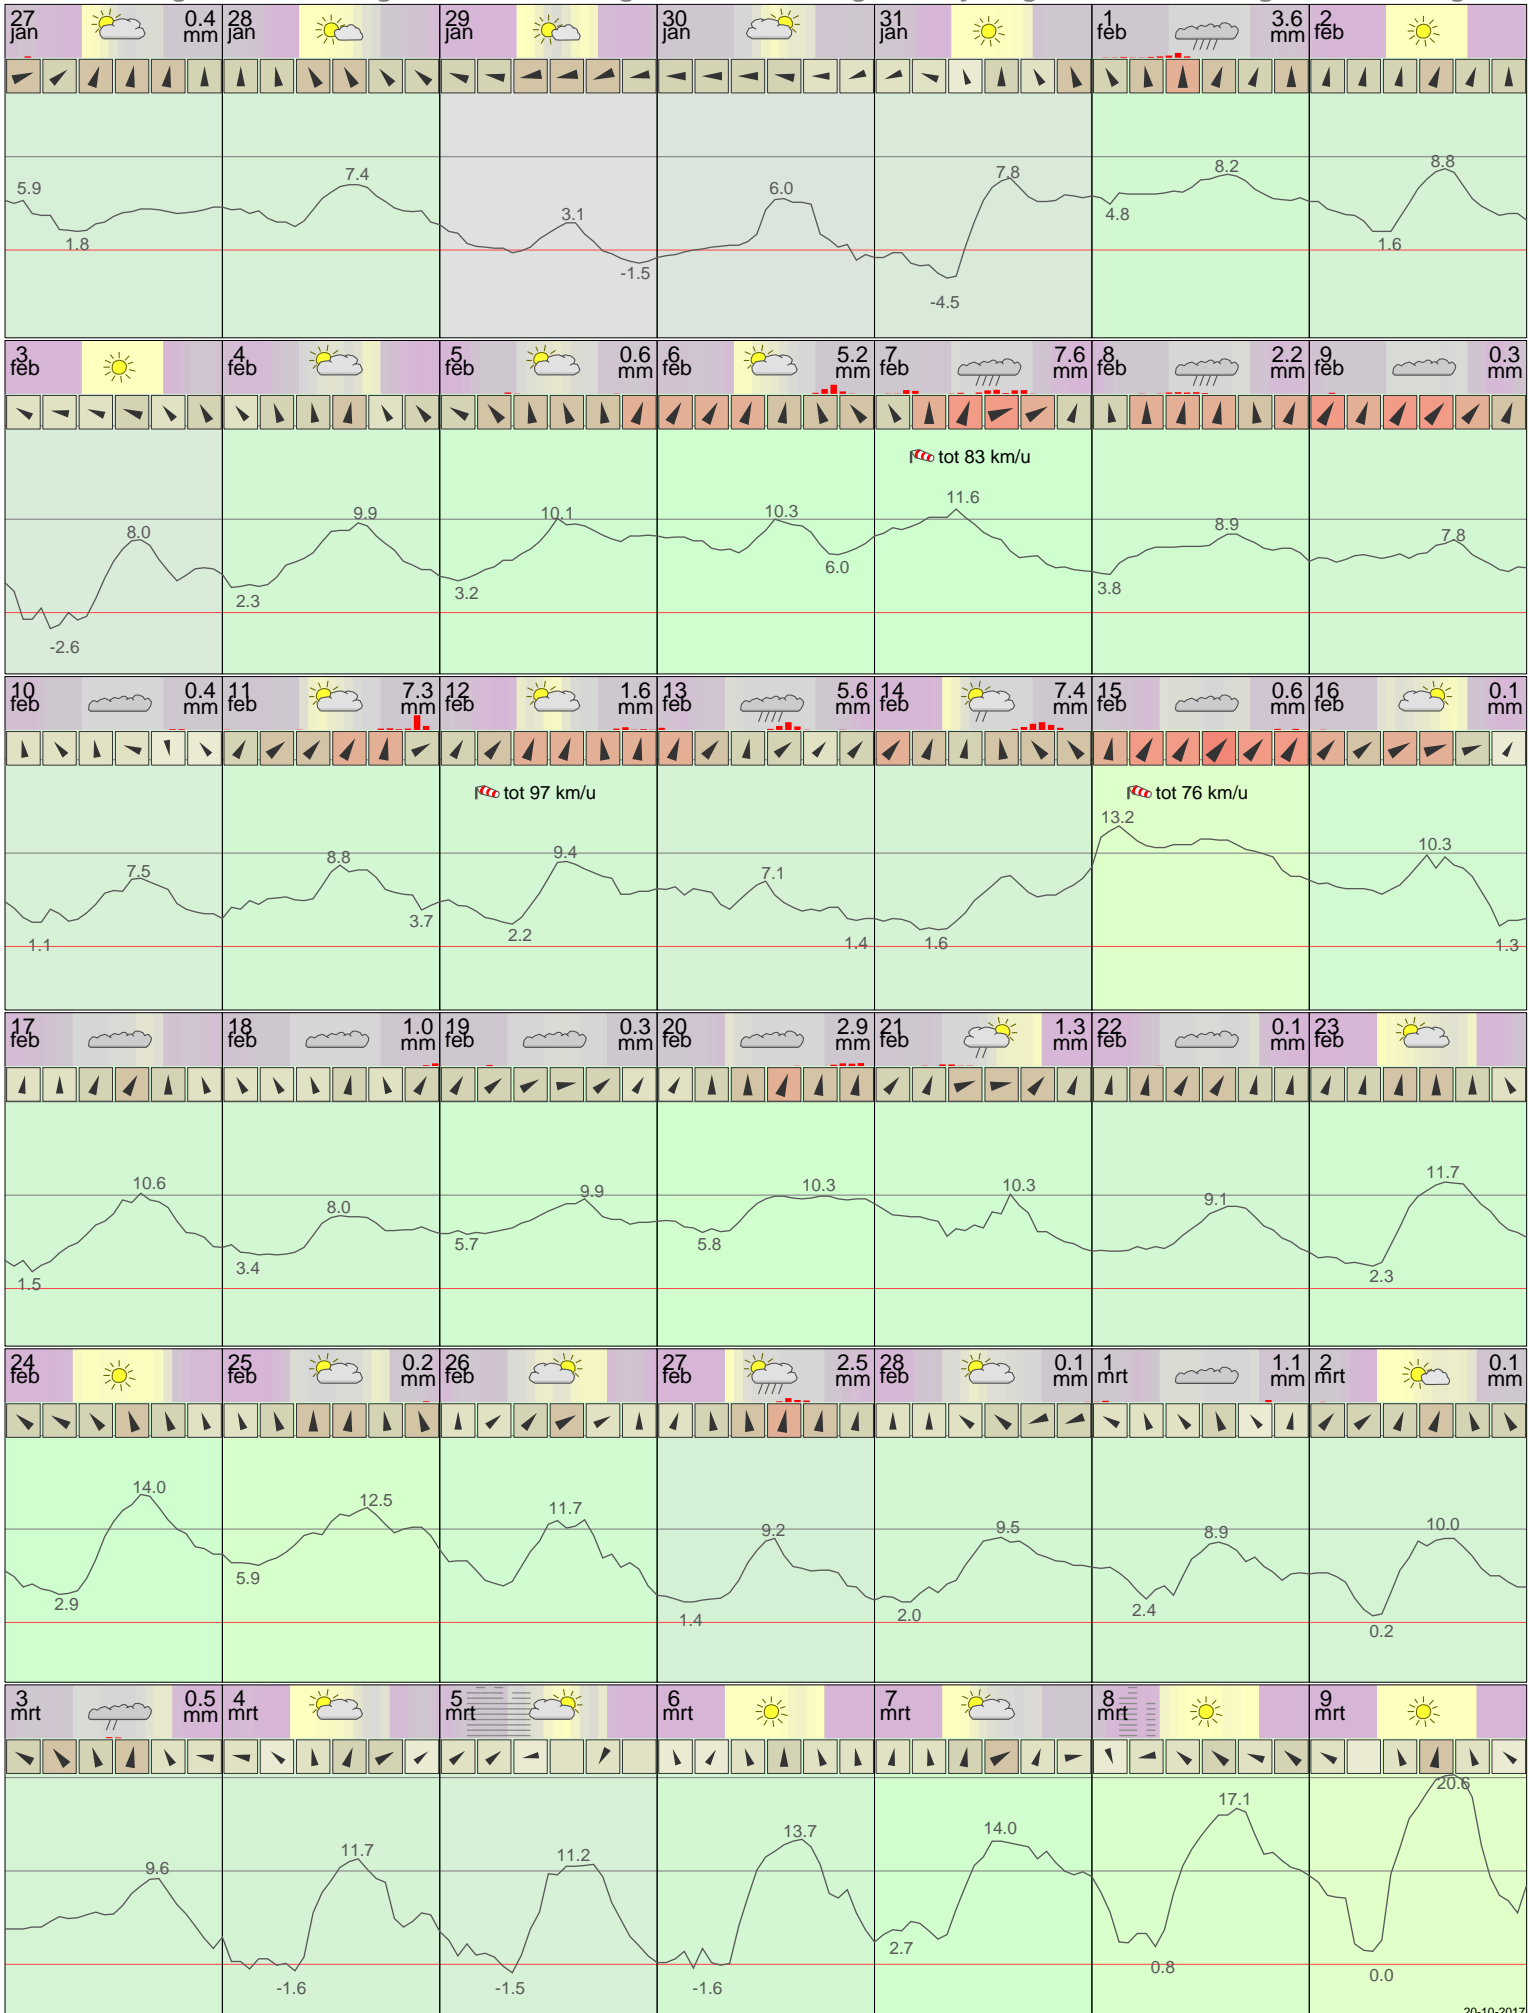 27 jan 0.4 mm 28 jan 29 jan 30 jan 31 jan 1 feb 3.6 mm 2 feb
5.9 1.8 7.4 3.1 -1.5 6.0 -4.5 7.8 4.8 8.2 1.6 8.8
3 feb 4 feb 5 feb 0.6 mm 6 feb 5.2 mm 7 feb 7.6 mm 8 feb 2.2 mm 9 feb 0.3 mm
tot 83 km/u
-2.6 8.0 2.3 9.9 3.2 10.1 10.3 6.0 11.6 3.8 8.9 7.8
10 feb 0.4 mm 11 feb 7.3 mm 12 feb 1.6 mm 13 feb 5.6 mm 14 feb 7.4 mm 15 feb 0.6 mm 16 feb 0.1 mm
tot 97 km/u tot 76 km/u
1.1 7.5 8.8 3.7 2.2 9.4 7.1 1.4 1.6 13.2 10.3 1.3
17 feb 18 feb 1.0 mm 19 feb 0.3 mm 20 feb 2.9 mm 21 feb 1.3 mm 22 feb 0.1 mm 23 feb
1.5 10.6 3.4 8.0 5.7 9.9 5.8 10.3 10.3 9.1 2.3 11.7
24 feb 25 feb 0.2 mm 26 feb 27 feb 2.5 mm 28 feb 0.1 mm 1 mrt 1.1 mm 2 mrt 0.1 mm
2.9 14.0 5.9 12.5 11.7 1.4 9.2 2.0 9.5 2.4 8.9 0.2 10.0
3 mrt 0.5 mm 4 mrt 5 mrt 6 mrt 7 mrt 8 mrt 9 mrt
9.6 -1.6 11.7 -1.5 11.2 -1.6 13.7 2.7 14.0 0.8 17.1 0.0 20.6
20-10-2017